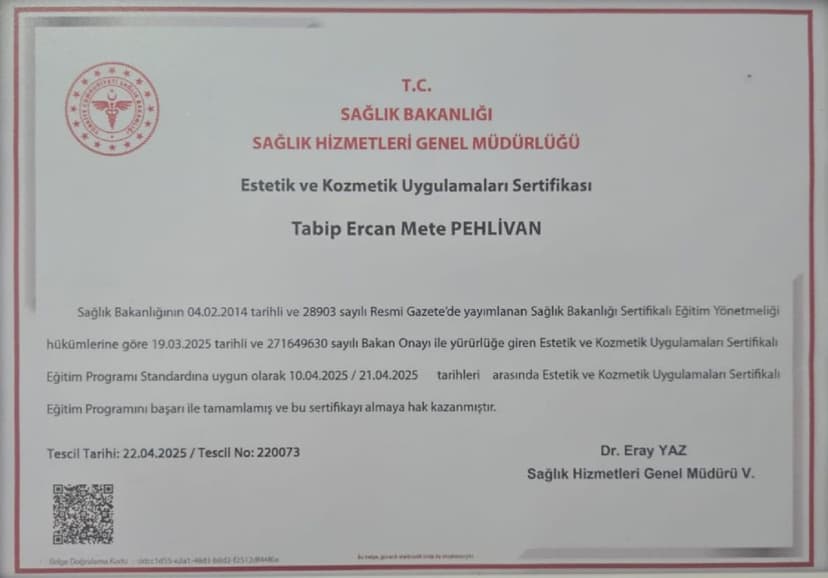 T.C.
SAĞLIK BAKANLIĞI
SAĞLIK HİZMETLERİ GENEL MÜDÜRLÜĞÜ
Estetik ve Kozmetik Uygulamaları Sertifikası
Tabip Ercan Mete PEHLİVAN
Sağlık Bakanlığının 04.02.2014 tarihli ve 28903 sayılı Resmi Gazete'de yayımlanan Sağlık Bakanlığı Sertifikalı Eğitim Yönetmeliği
hükümlerine göre 19.03.2025 tarihli ve 271649630 sayılı Bakan Onayı ile yürürlüğe giren Estetik ve Kozmetik Uygulamaları Sertifikalı
Eğitim Programı Standardına uygun olarak 10.04.2025 / 21.04.2025 tarihleri arasında Estetik ve Kozmetik Uygulamaları Sertifikalı
Eğitim Programını başarı ile tamamlamış ve bu sertifikayı almaya hak kazanmıştır.
Tescil Tarihi: 22.04.2025 / Tescil No: 220073
Dr. Eray YAZ
Sağlık Hizmetleri Genel Müdürü V.
Belge Doğrulama Kodu